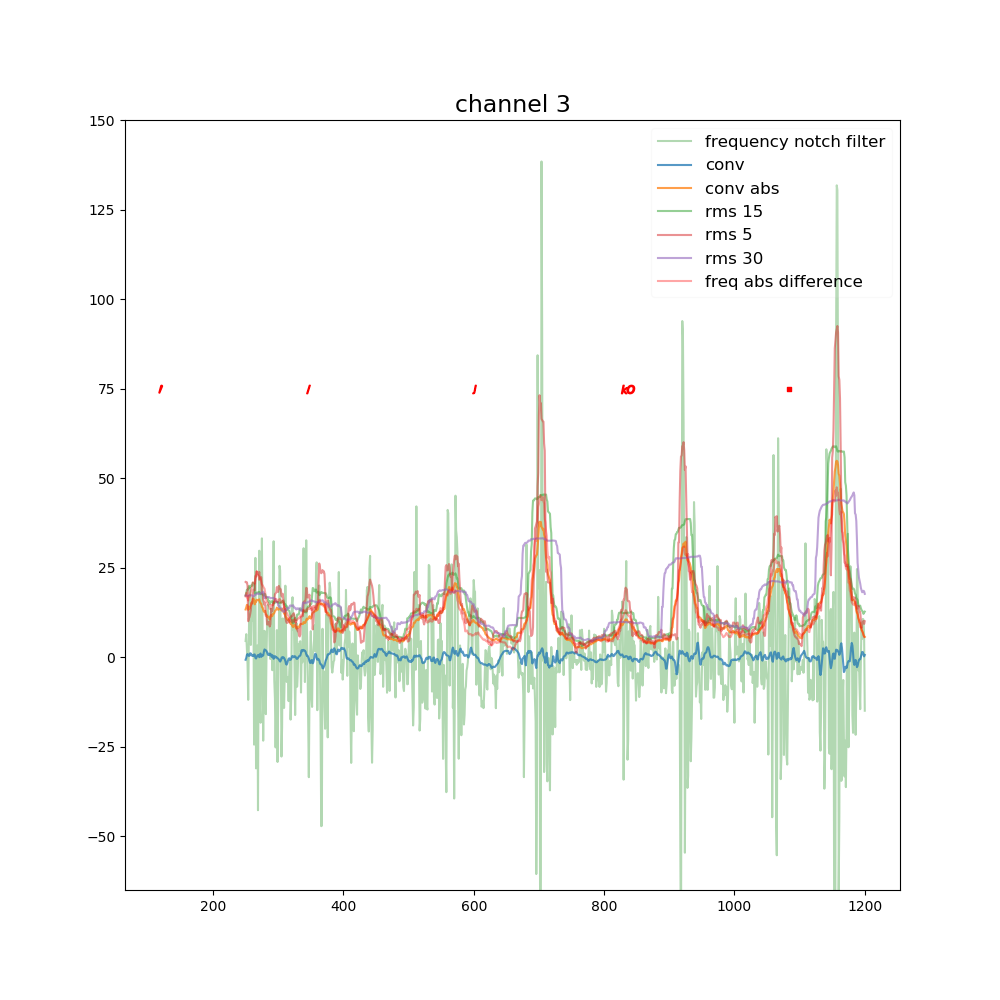 channel 3
150
125
100
75
50
25
0
−25
−50
frequency notch filter
conv
conv abs
rms 15
rms 5
rms 30
freq abs difference
200
400
600
800
1000
1200